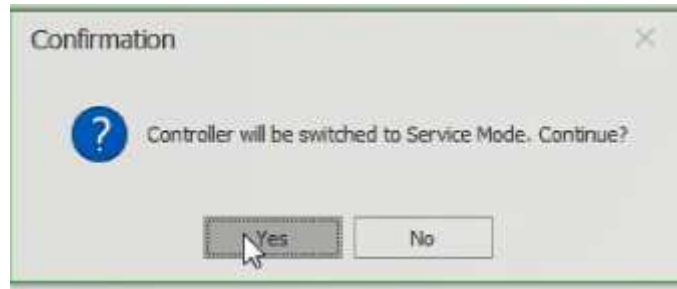 Confirmation
Controller will be switched to Service Mode. Continue?
Yes
No